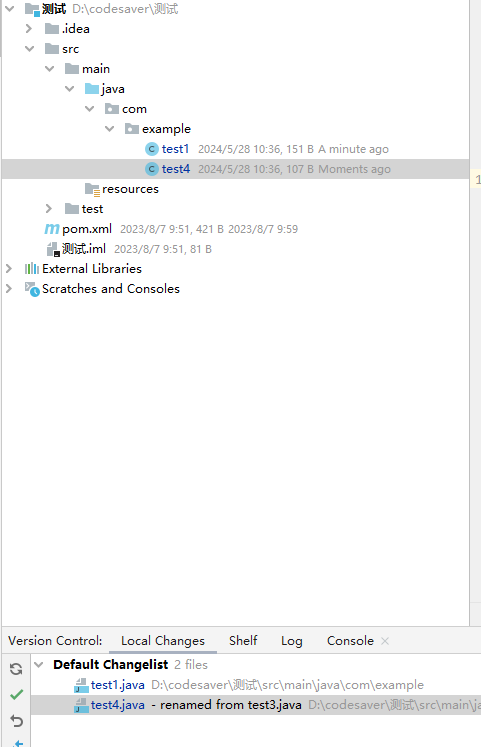 测试 D:\codesaver\测试
.idea
src
main
java
com
example
test1 2024/5/28 10:36, 151 B A minute ago
test4 2024/5/28 10:36, 107 B Moments ago
1
resources
test
pom.xml 2023/8/7 9:51, 421 B 2023/8/7 9:59
测试.iml 2023/8/7 9:51, 81 B
External Libraries
Scratches and Consoles
Version Control: Local Changes Shelf Log Console
Default Changelist 2 files
test1.java D:\codesaver\测试\src\main\java\com\example
test4.java - renamed from test3.java D:\codesaver\测试\src\main\ja